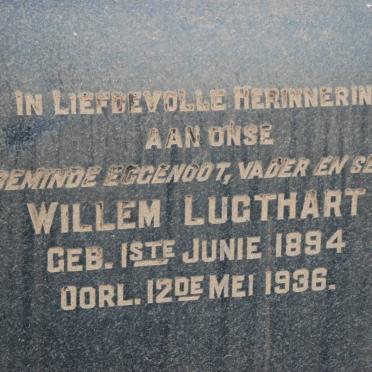 IN LIEFDEVOLLE HERINNERIN
AAN ONSE
BEMINDE EGGENOOT, VADER EN SE
WILLEM LUGTHART
GEB. 1STE JUNIE 1894
OORL. 12DE MEI 1936.